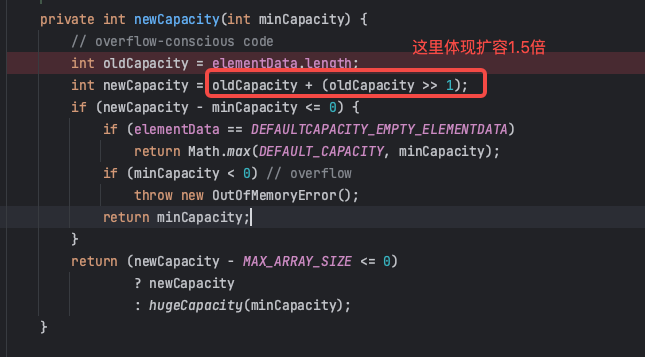 private int newCapacity(int minCapacity) {
// overflow-conscious code
这里体现扩容1.5倍
int oldCapacity = elementData.length;
int newCapacity = oldCapacity + (oldCapacity >> 1);
if (newCapacity - minCapacity <= 0) {
if (elementData == DEFAULTCAPACITY_EMPTY_ELEMENTDATA)
return Math.max(DEFAULT_CAPACITY, minCapacity);
if (minCapacity < 0) // overflow
throw new OutOfMemoryError();
return minCapacity;
}
return (newCapacity - MAX_ARRAY_SIZE <= 0)
? newCapacity
: hugeCapacity(minCapacity);
}